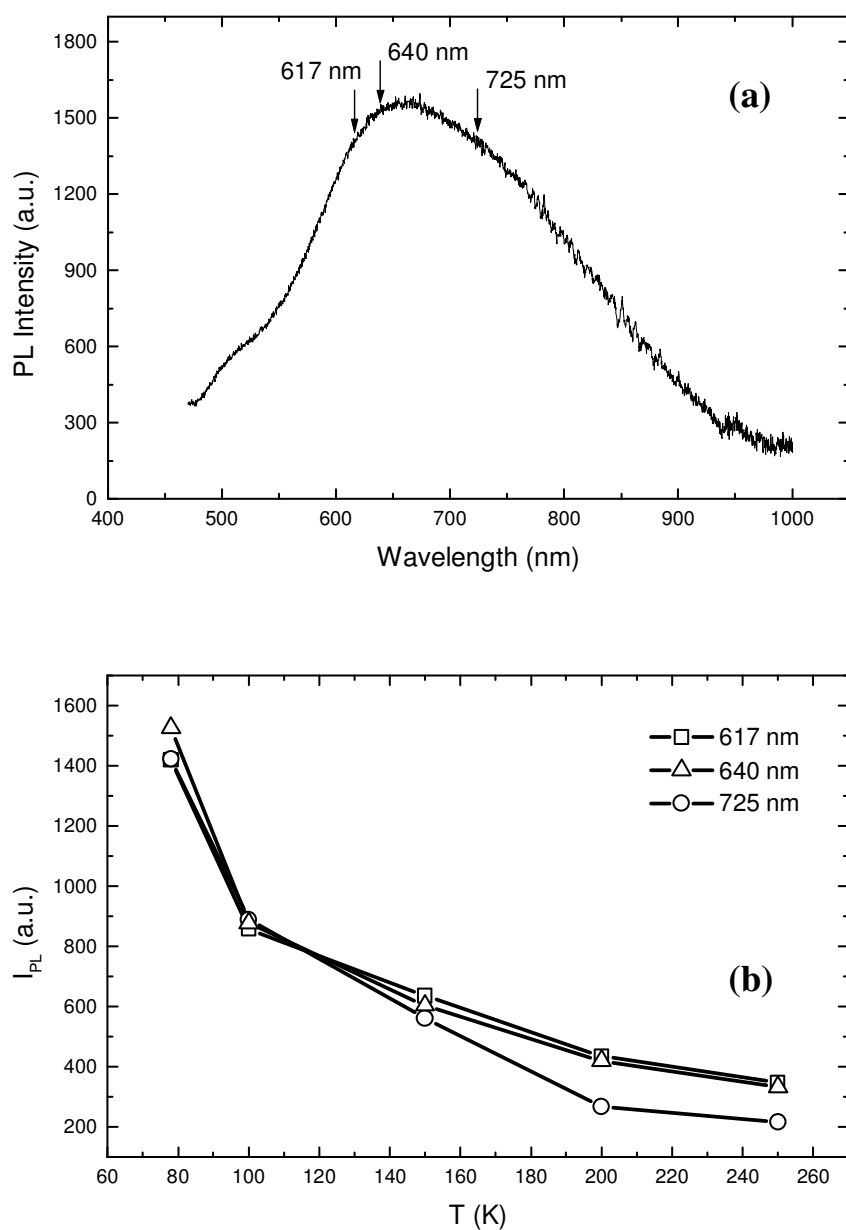 1800
1500
1200
900
600
300
0
PL Intensity (a.u.)
617 nm
640 nm
725 nm
(a)
400 500 600 700 800 900 1000
Wavelength (nm)
1600
1400
1200
1000
800
600
400
200
I_PL (a.u.)
617 nm
640 nm
725 nm
(b)
60 80 100 120 140 160 180 200 220 240 260
T (K)